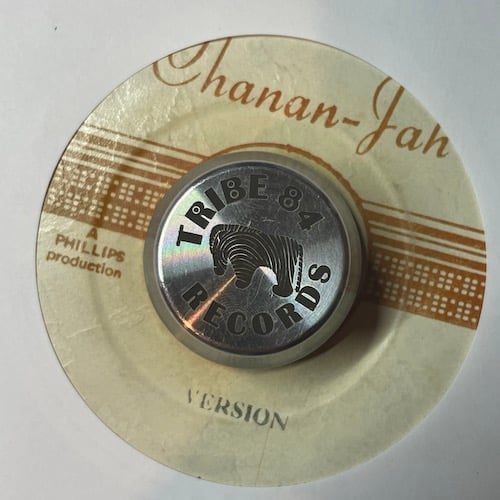 Chanan-Jah
TRIBE 84
RECORDS
A
PHILLIPS
production
VERSION